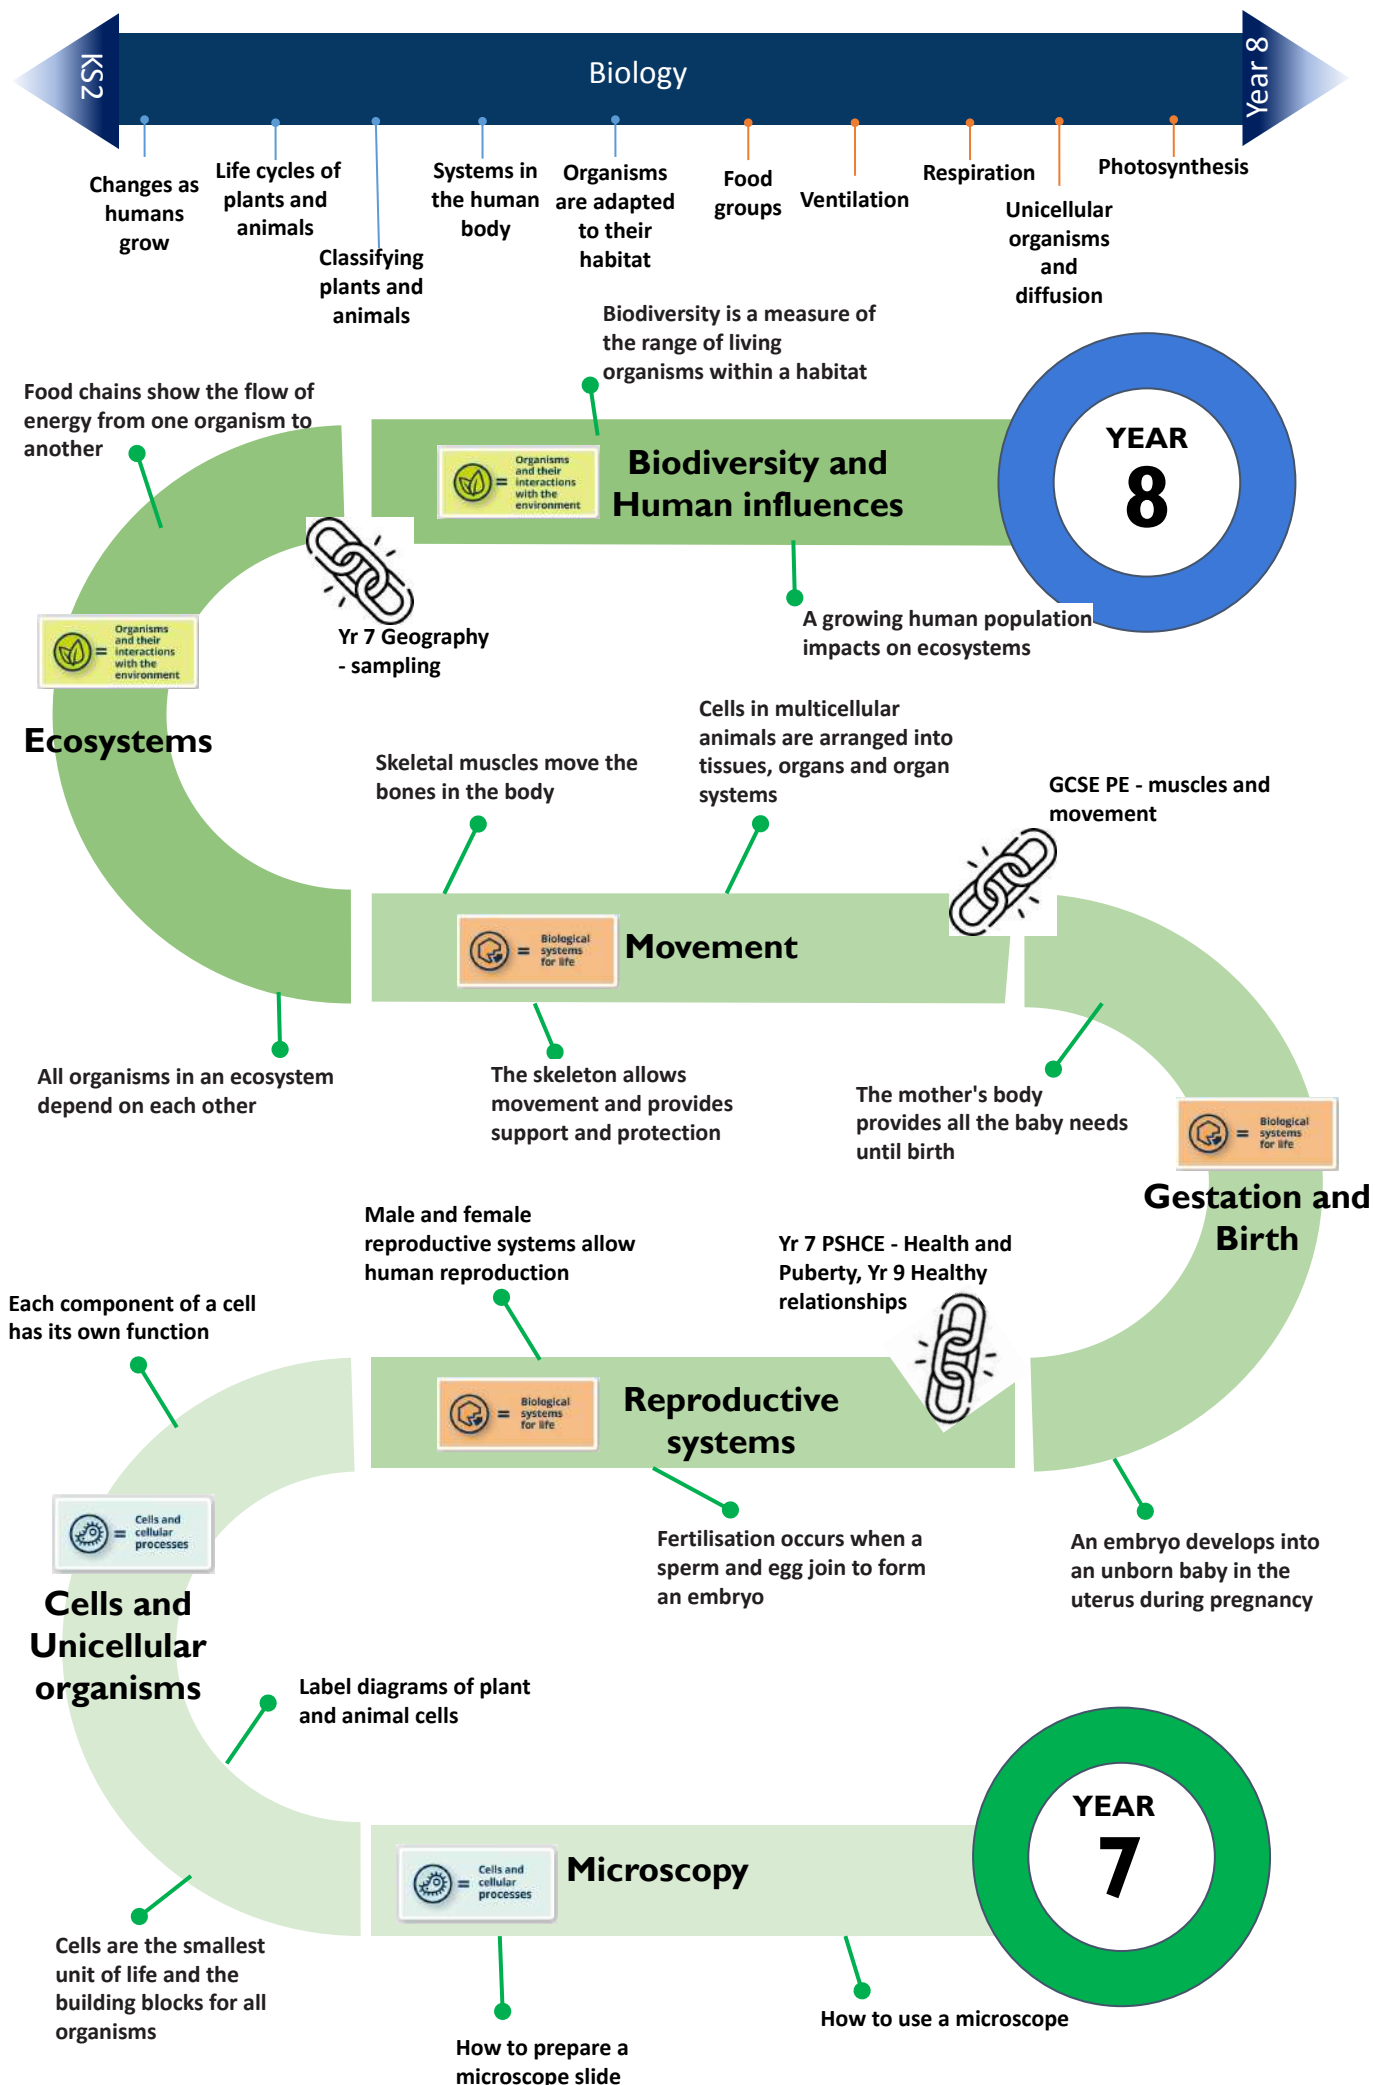 KS2
Biology
Year 8
Changes as
humans
grow
Life cycles of
plants and
animals
Classifying
plants and
animals
Systems in
the human
body
Organisms
are adapted
to their
habitat
Food
groups
Ventilation
Respiration
Unicellular
organisms
and
diffusion
Photosynthesis
Biodiversity is a measure of
the range of living
organisms within a habitat
Food chains show the flow of
energy from one organism to
another
Organisms
and their
= interactions
with the
environment
Biodiversity and
Human influences
YEAR
8
Yr 7 Geography
- sampling
A growing human population
impacts on ecosystems
Organisms
and their
= interactions
with the
environment
Ecosystems
Skeletal muscles move the
bones in the body
Cells in multicellular
animals are arranged into
tissues, organs and organ
systems
GCSE PE - muscles and
movement
Biological
= systems
for life
Movement
All organisms in an ecosystem
depend on each other
The skeleton allows
movement and provides
support and protection
The mother's body
provides all the baby needs
until birth
Biological
= systems
for life
Gestation and
Birth
Male and female
reproductive systems allow
human reproduction
Yr 7 PSHCE - Health and
Puberty, Yr 9 Healthy
relationships
Each component of a cell
has its own function
Biological
= systems
for life
Reproductive
systems
Cells and
= cellular
processes
Cells and
Unicellular
organisms
Fertilisation occurs when a
sperm and egg join to form
an embryo
An embryo develops into
an unborn baby in the
uterus during pregnancy
Label diagrams of plant
and animal cells
YEAR
7
Cells and
= cellular
processes
Microscopy
Cells are the smallest
unit of life and the
building blocks for all
organisms
How to prepare a
microscope slide
How to use a microscope